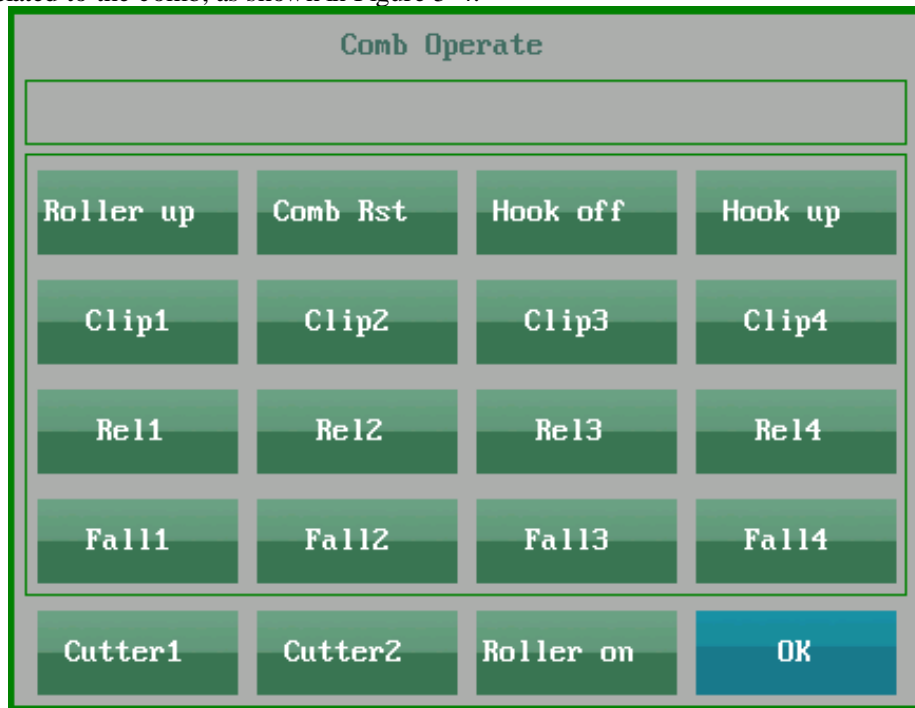 Comb Operate
Roller up Comb Rst Hook off Hook up
Clip1 Clip2 Clip3 Clip4
Rel1 Rel2 Rel3 Rel4
Fall1 Fall2 Fall3 Fall4
Cutter1 Cutter2 Roller on OK